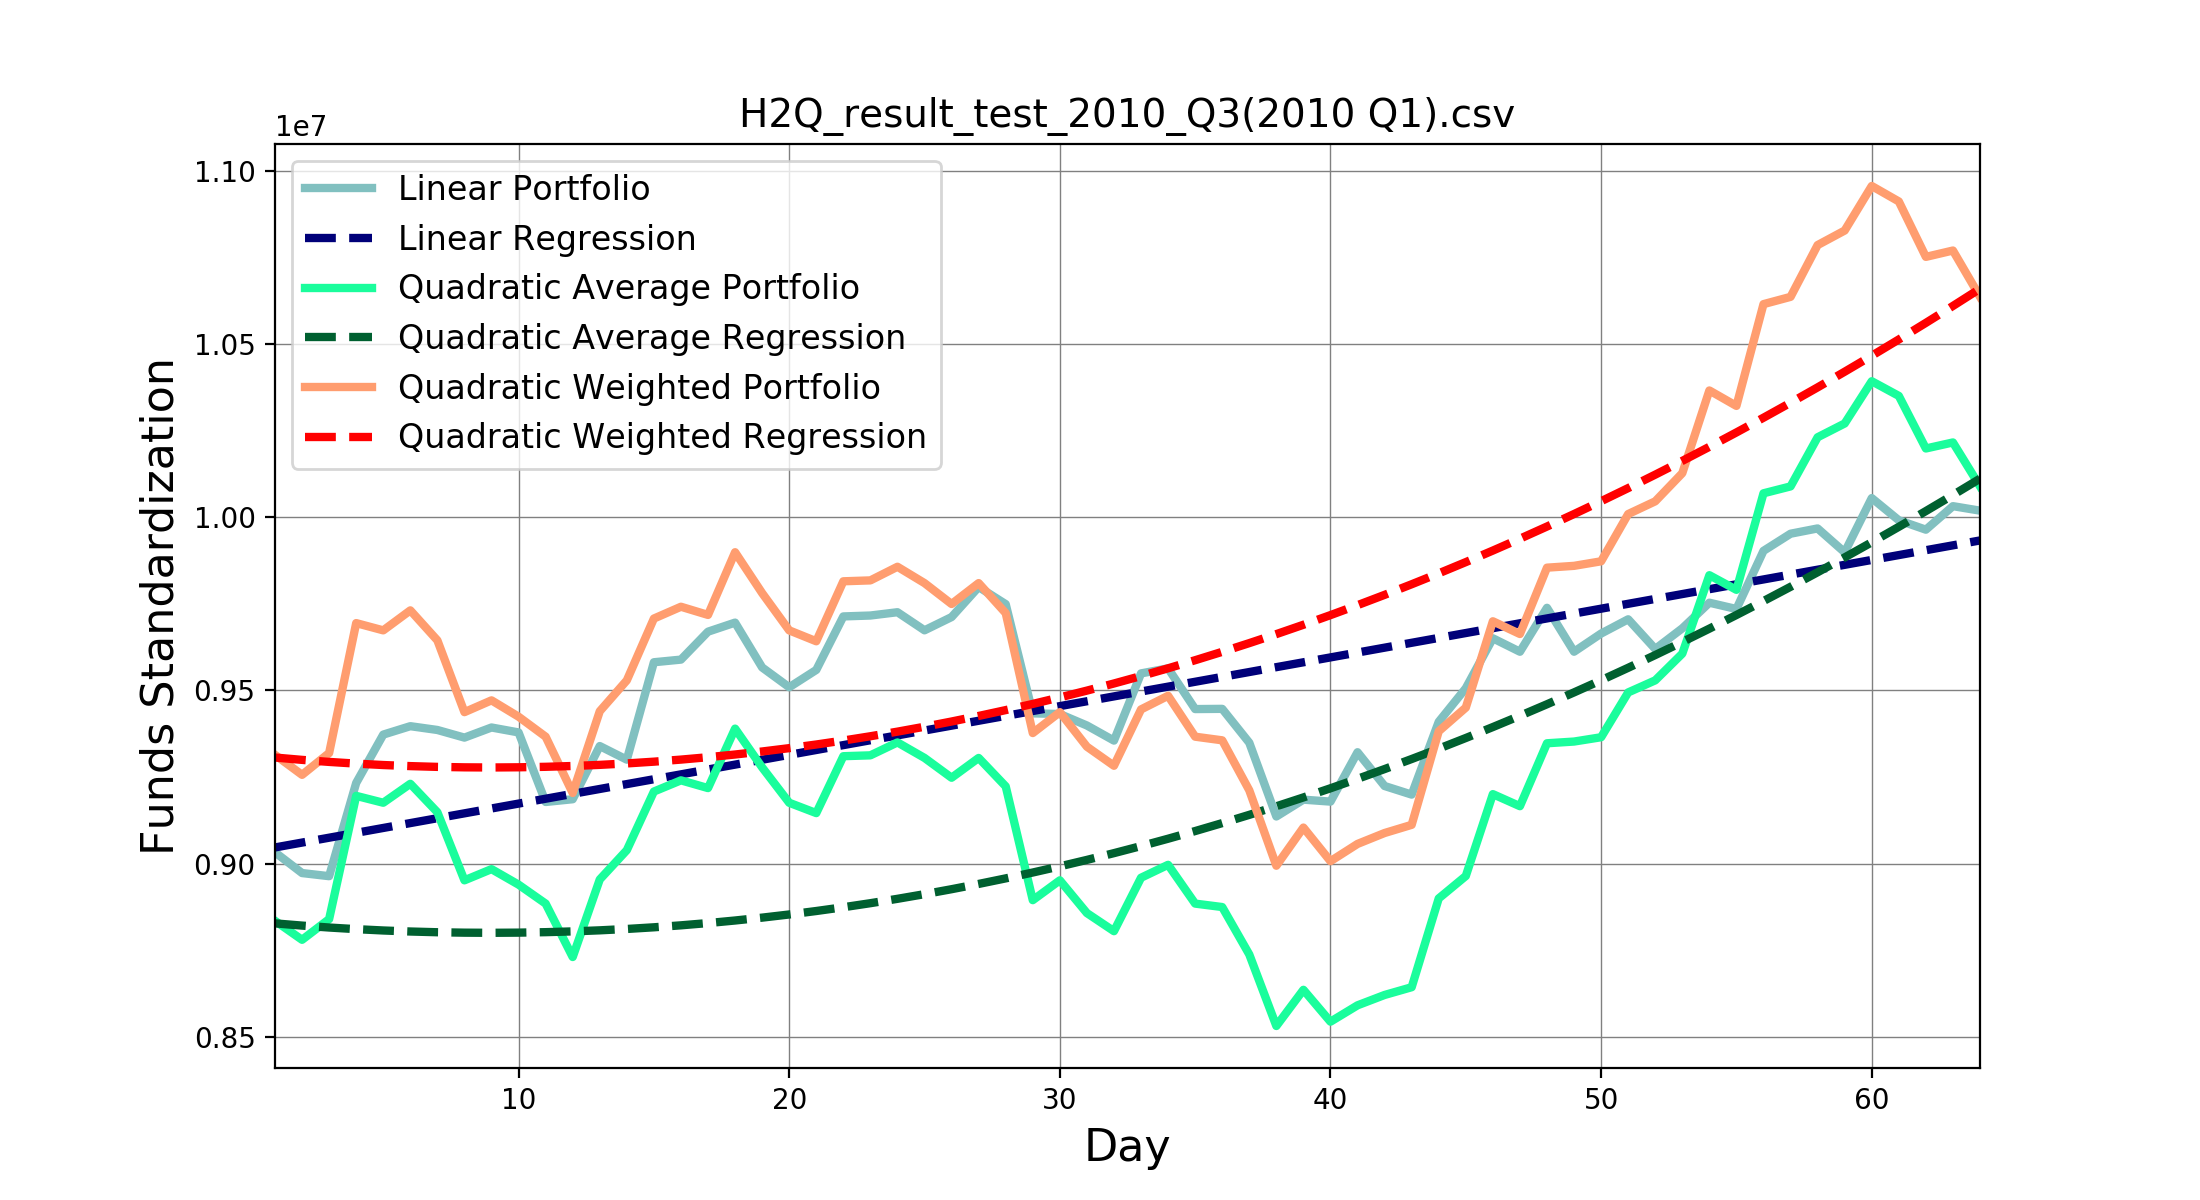 H2Q_result_test_2010_Q3(2010 Q1).csv
1e7
1.10
1.05
1.00
0.95
0.90
0.85
Funds Standardization
Linear Portfolio
Linear Regression
Quadratic Average Portfolio
Quadratic Average Regression
Quadratic Weighted Portfolio
Quadratic Weighted Regression
10 20 30 40 50 60
Day